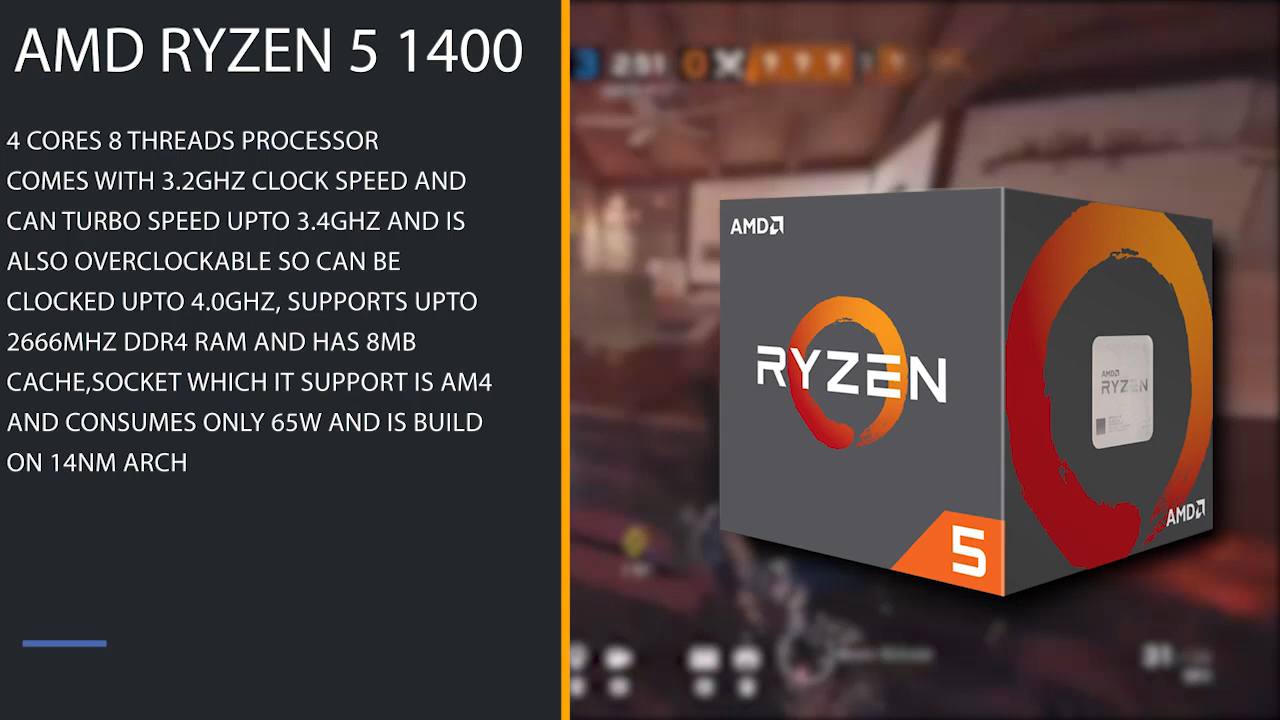 AMD RYZEN 5 1400
4 CORES 8 THREADS PROCESSOR
COMES WITH 3.2GHZ CLOCK SPEED AND
CAN TURBO SPEED UPTO 3.4GHZ AND IS
ALSO OVERCLOCKABLE SO CAN BE
CLOCKED UPTO 4.0GHZ, SUPPORTS UPTO
2666MHZ DDR4 RAM AND HAS 8MB
CACHE,SOCKET WHICH IT SUPPORT IS AM4
AND CONSUMES ONLY 65W AND IS BUILD
ON 14NM ARCH
AMD
RYZEN
5
AMD
RYZEN
AMD